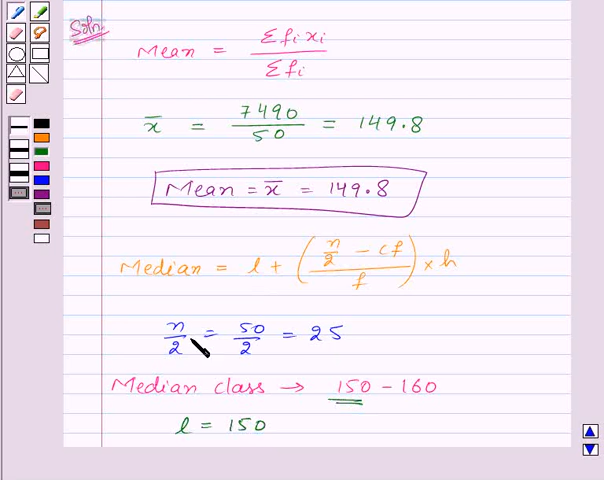 Soln.
Mean = Σfixi / Σfi
x̄ = 7490 / 50 = 149.8
Mean = x̄ = 149.8
Median = l + ( (n/2 - cf) / f ) × h
n/2 = 50/2 = 25
Median class → 150 - 160
l = 150